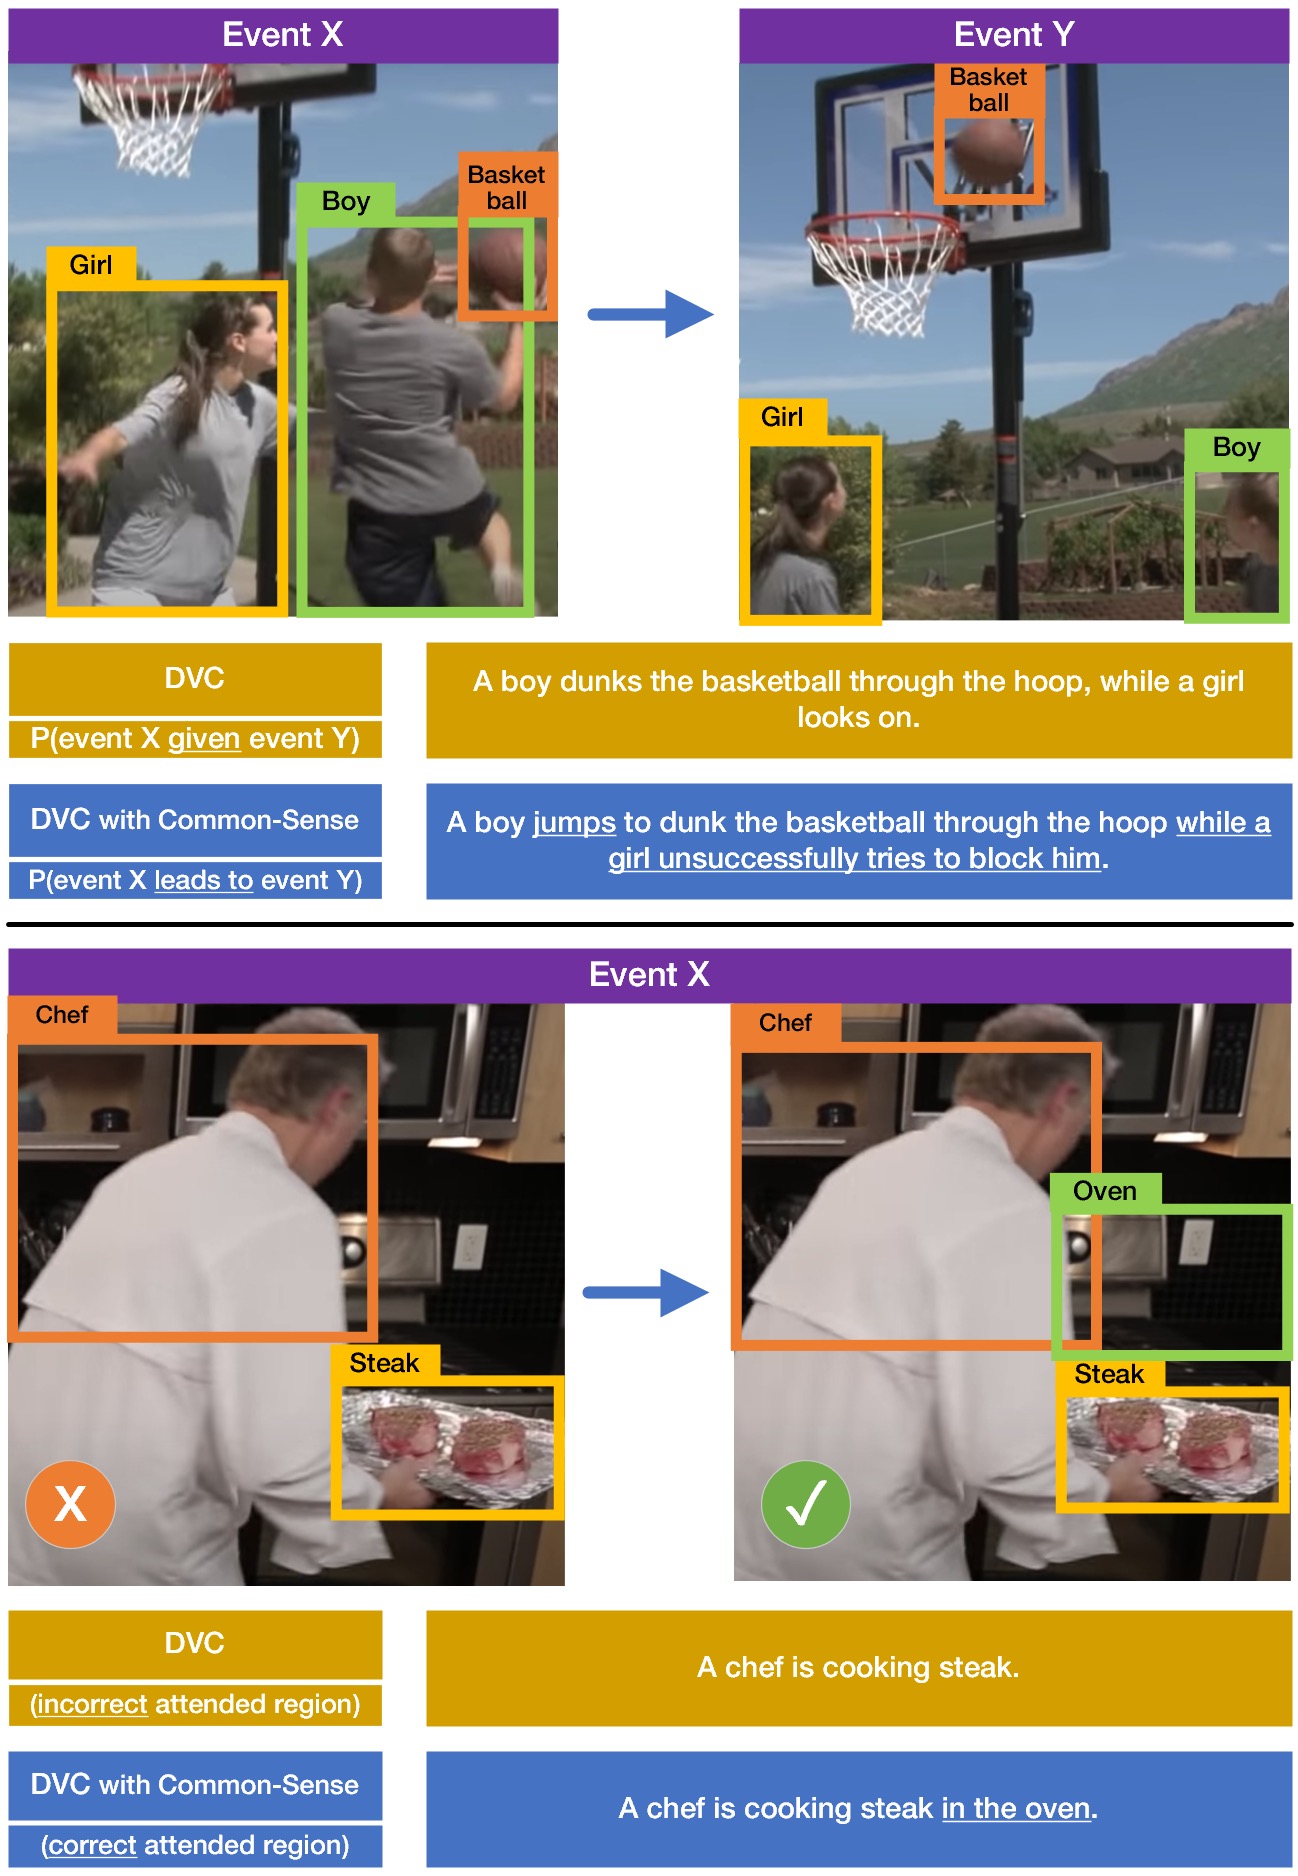 Event X
Event Y
Basket
ball
Boy
Basket
ball
Girl
Girl
Boy
DVC
P(event X given event Y)
A boy dunks the basketball through the hoop, while a girl
looks on.
DVC with Common-Sense
P(event X leads to event Y)
A boy jumps to dunk the basketball through the hoop while a
girl unsuccessfully tries to block him.
Event X
Chef
Chef
Oven
Steak
Steak
X
✓
DVC
(incorrect attended region)
A chef is cooking steak.
DVC with Common-Sense
(correct attended region)
A chef is cooking steak in the oven.